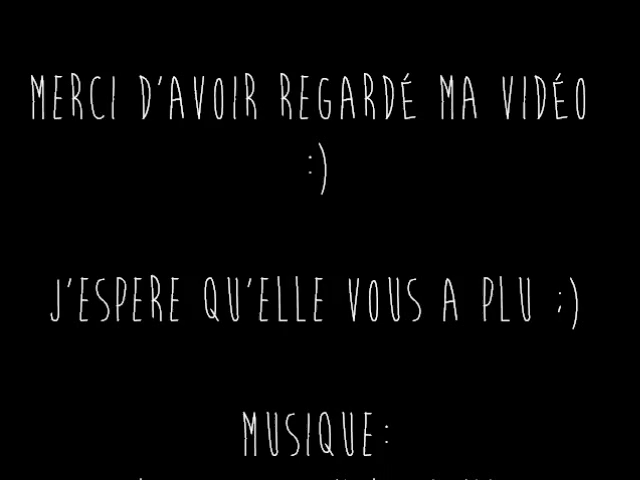 MERCI D'AVOIR REGARDÉ MA VIDÉO
:)
J'ESPERE QU'ELLE VOUS A PLU ;)
MUSIQUE: